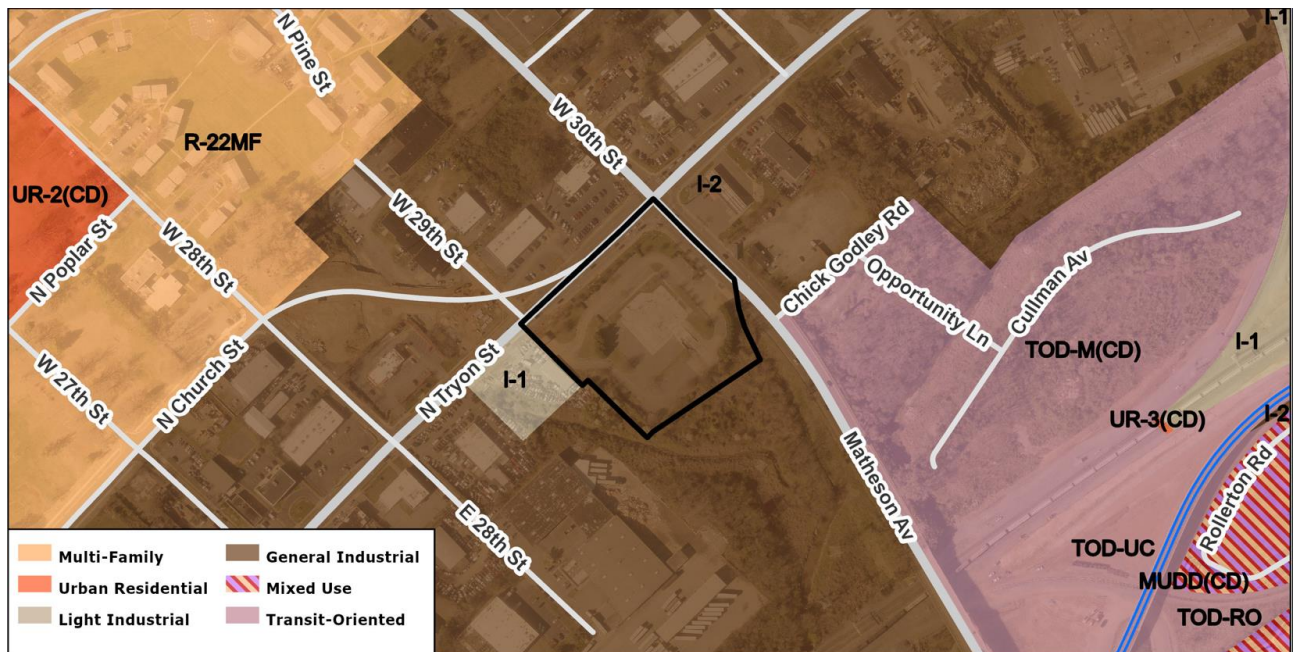 I-1
N Pine St
R-22MF
W 30th St
I-2
UR-2(CD)
W 29th St
Chick Godley Rd
N Poplar St
W 28th St
Opportunity Ln
Cullman Av
TOD-M(CD)
I-1
W 27th St
N Church St
N Tryon St
I-1
UR-3(CD)
I-2
Matheson Av
Rollerton Rd
E 28th St
TOD-UC
MUDD(CD)
TOD-RO
Multi-Family
General Industrial
Urban Residential
Mixed Use
Light Industrial
Transit-Oriented